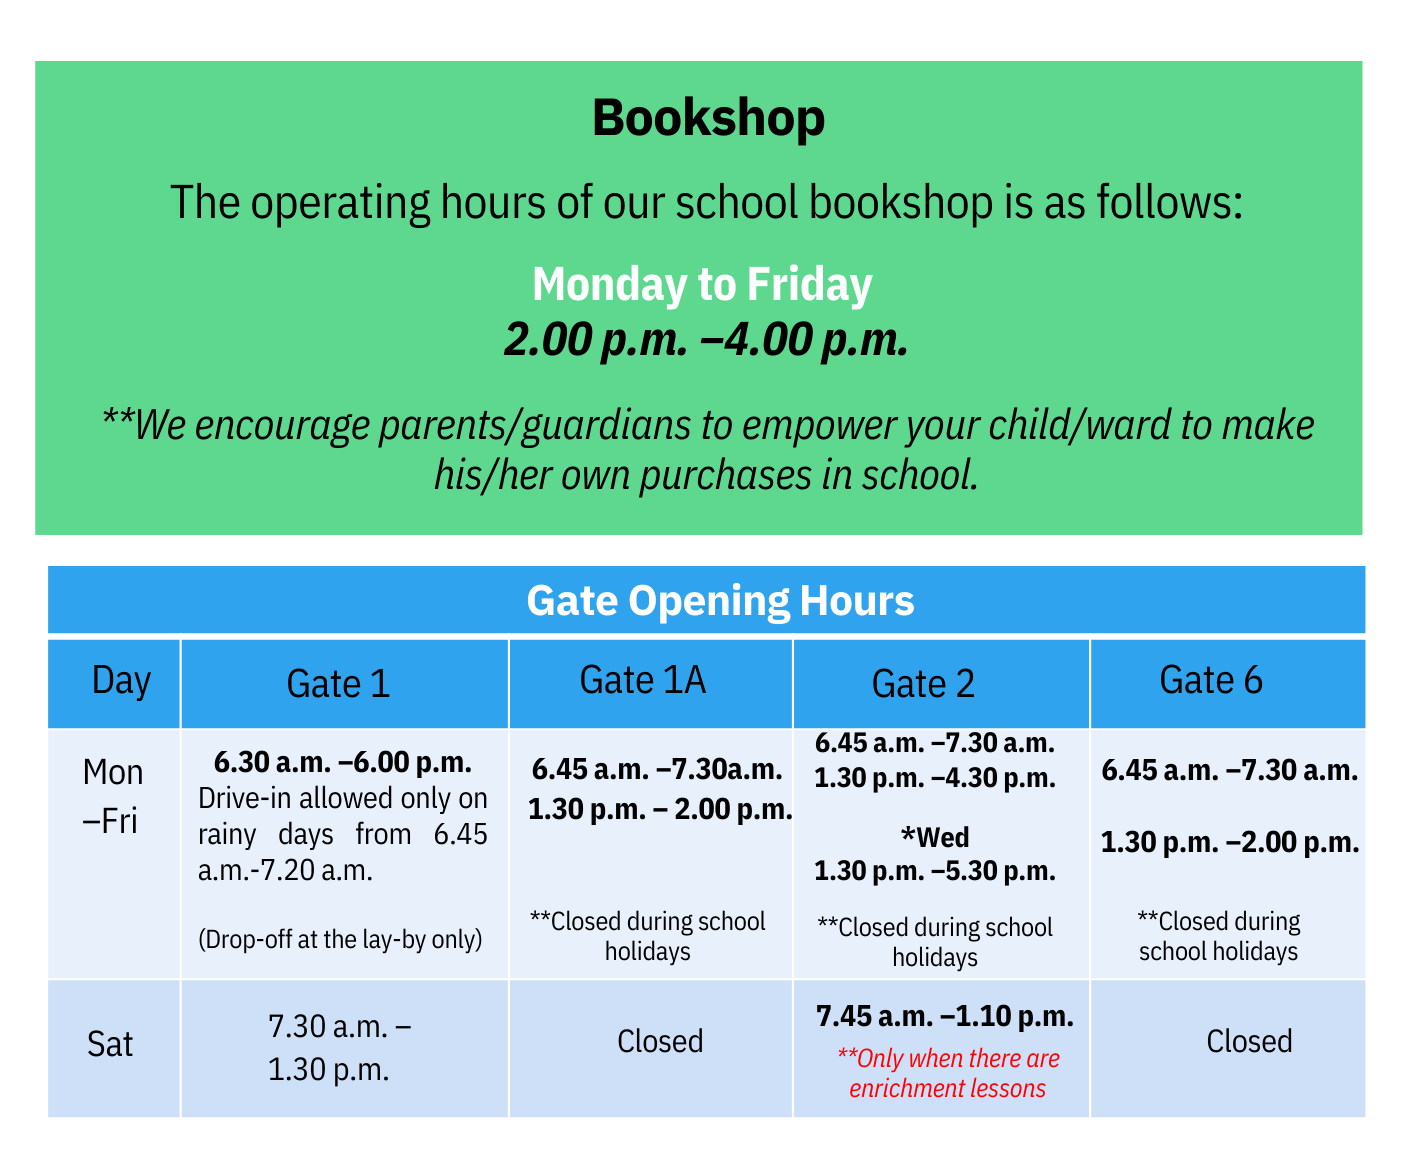 Bookshop
The operating hours of our school bookshop is as follows:
Monday to Friday
2.00 p.m. –4.00 p.m.
**We encourage parents/guardians to empower your child/ward to make
his/her own purchases in school.
Gate Opening Hours
Day
Gate 1
Gate 1A
Gate 2
Gate 6
Mon
–Fri
6.30 a.m. –6.00 p.m.
Drive-in allowed only on
rainy days from 6.45
a.m.-7.20 a.m.
(Drop-off at the lay-by only)
6.45 a.m. –7.30a.m.
1.30 p.m. – 2.00 p.m.
**Closed during school
holidays
6.45 a.m. –7.30 a.m.
1.30 p.m. –4.30 p.m.
*Wed
1.30 p.m. –5.30 p.m.
**Closed during school
holidays
6.45 a.m. –7.30 a.m.
1.30 p.m. –2.00 p.m.
**Closed during
school holidays
Sat
7.30 a.m. –
1.30 p.m.
Closed
7.45 a.m. –1.10 p.m.
**Only when there are
enrichment lessons
Closed